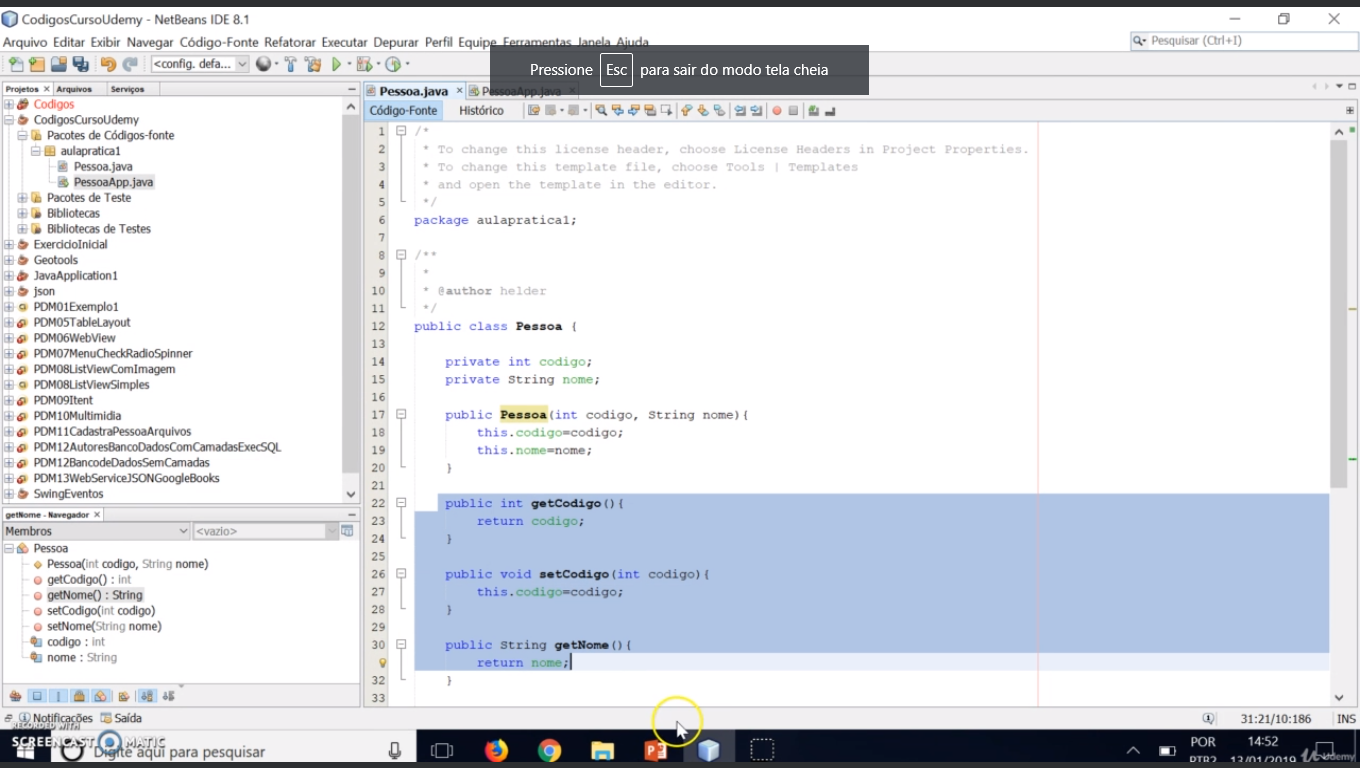 CodigosCursoUdemy - NetBeans IDE 8.1
Arquivo Editar Exibir Navegar Código-Fonte Refatorar Executar Depurar Perfil Equipe Ferramentas Janela Ajuda
Pesquisar (Ctrl+I)
<config. defa...
Pressione Esc para sair do modo tela cheia
Projetos Arquivos Serviços
Codigos
CodigosCursoUdemy
Pacotes de Códigos-fonte
aulapratica1
Pessoa.java
PessoaApp.java
Pacotes de Teste
Bibliotecas
Bibliotecas de Testes
ExercicioInicial
Geotools
JavaApplication1
json
PDM01Exemplo1
PDM05TableLayout
PDM06WebView
PDM07MenuCheckRadioSpinner
PDM08ListViewComImagem
PDM08ListViewSimples
PDM09Itent
PDM10Multimidia
PDM11CadastraPessoaArquivos
PDM12AutoresBancoDadosComCamadasExecSQL
PDM12BancodeDadosSemCamadas
PDM13WebServiceJSONGoogleBooks
SwingEventos
getNome - Navegador
Membros <vazio>
Pessoa
Pessoa(int codigo, String nome)
getCodigo() : int
getNome() : String
setCodigo(int codigo)
setNome(String nome)
codigo : int
nome : String
Pessoa.java PessoaApp.java
Código-Fonte Histórico
1 /*
2 * To change this license header, choose License Headers in Project Properties.
3 * To change this template file, choose Tools | Templates
4 * and open the template in the editor.
5 */
6 package aulapratica1;
7
8 /**
9 *
10 * @author helder
11 */
12 public class Pessoa {
13
14 private int codigo;
15 private String nome;
16
17 public Pessoa(int codigo, String nome){
18 this.codigo=codigo;
19 this.nome=nome;
20 }
21
22 public int getCodigo(){
23 return codigo;
24 }
25
26 public void setCodigo(int codigo){
27 this.codigo=codigo;
28 }
29
30 public String getNome(){
return nome;
32 }
33
Notificações Saída
31:21/10:186 INS
RECORDED WITH
SCREENCAST MATIC
Digite aqui para pesquisar
POR
PTB2
14:52
13/01/2019
Udemy